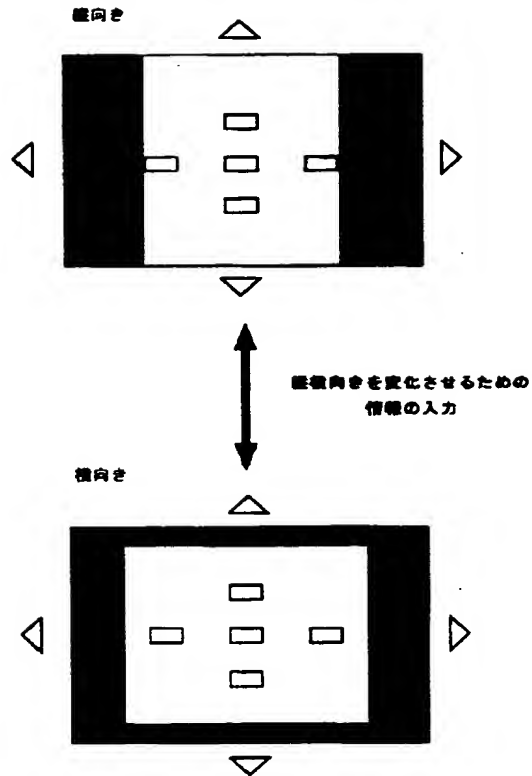 縦向き
縦横向きを変化させるための
情報の入力
横向き